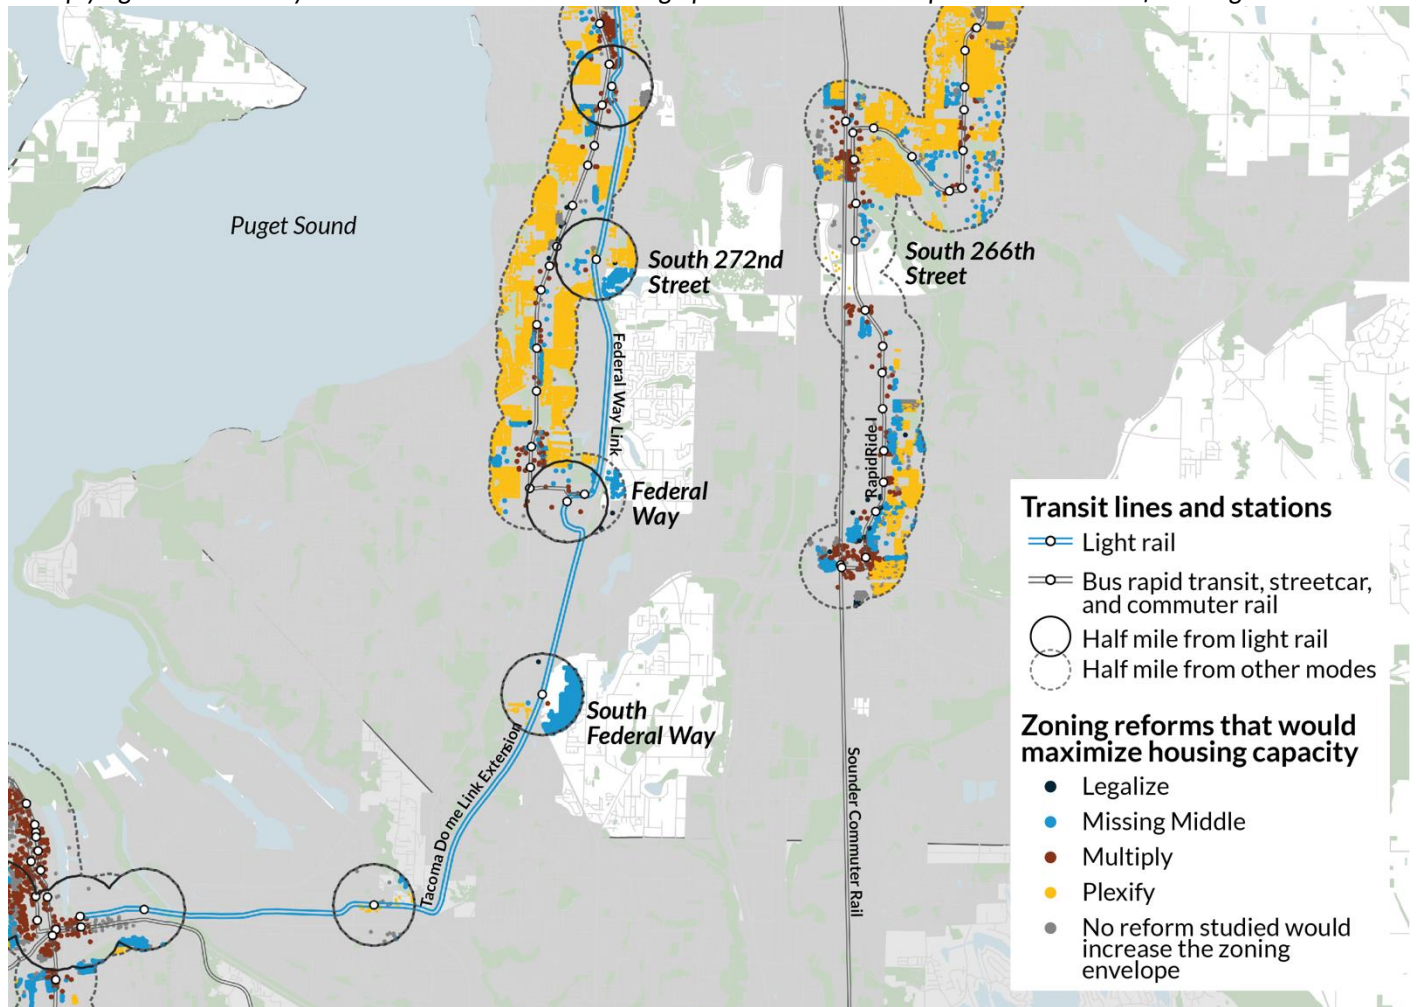 Puget Sound
South 272nd
Street
South 266th
Street
Federal Way Link
RapidRide I
Federal
Way
South
Federal Way
Tacoma Do me Link Extension
Sounder Commuter Rail
Transit lines and stations
Light rail
Bus rapid transit, streetcar,
and commuter rail
Half mile from light rail
Half mile from other modes
Zoning reforms that would
maximize housing capacity
Legalize
Missing Middle
Multiply
Plexify
No reform studied would
increase the zoning
envelope